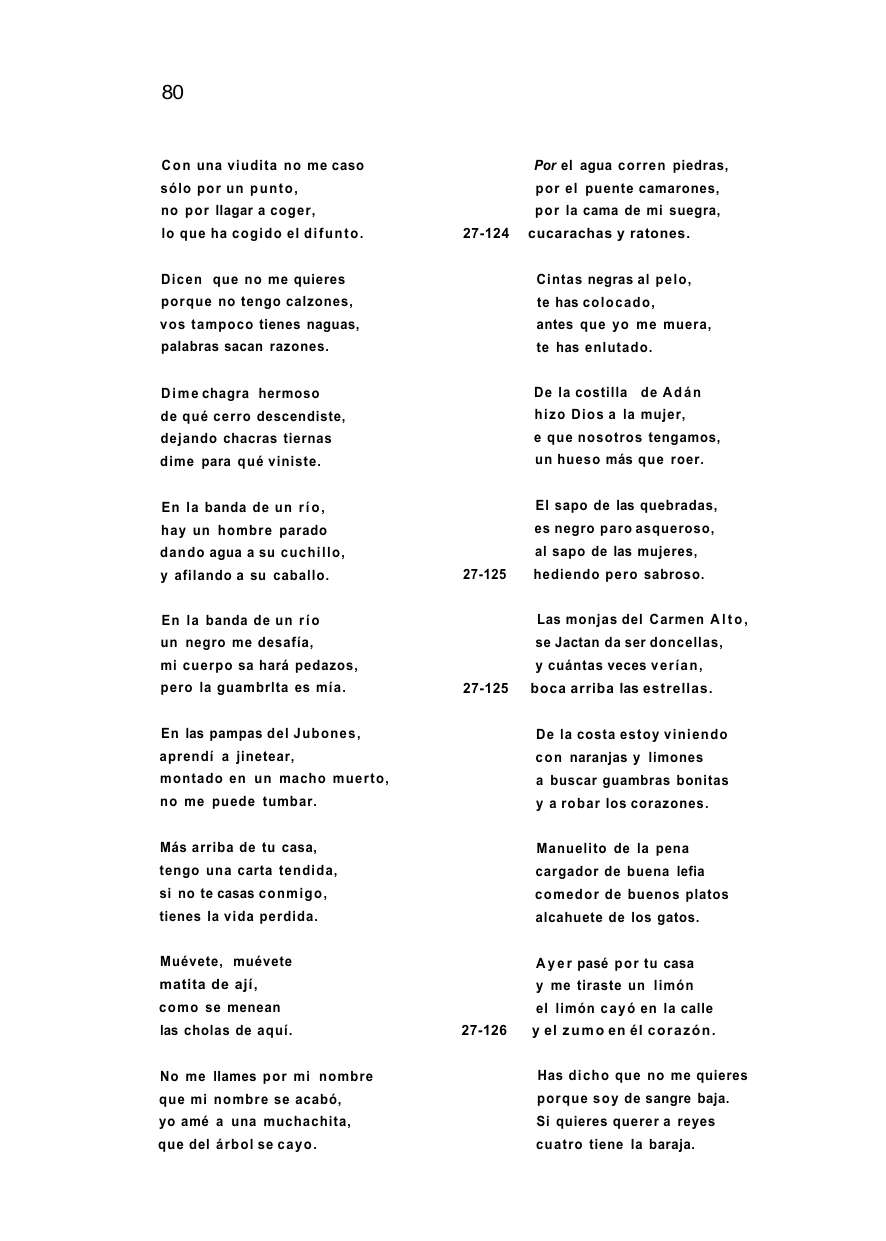 80
Con una viudita no me caso
sólo por un punto,
no por llagar a coger,
lo que ha cogido el difunto.
Dicen que no me quieres
porque no tengo calzones,
vos tampoco tienes naguas,
palabras sacan razones.
Dime chagra hermoso
de qué cerro descendiste,
dejando chacras tiernas
dime para qué viniste.
En la banda de un río,
hay un hombre parado
dando agua a su cuchillo,
y afilando a su caballo.
En la banda de un río
un negro me desafía,
mi cuerpo sa hará pedazos,
pero la guambrIta es mía.
En las pampas del Jubones,
aprendí a jinetear,
montado en un macho muerto,
no me puede tumbar.
Más arriba de tu casa,
tengo una carta tendida,
si no te casas conmigo,
tienes la vida perdida.
Muévete, muévete
matita de ají,
como se menean
las cholas de aquí.
No me llames por mi nombre
que mi nombre se acabó,
yo amé a una muchachita,
que del árbol se cayo.
Por el agua corren piedras,
por el puente camarones,
por la cama de mi suegra,
27-124 cucarachas y ratones.
Cintas negras al pelo,
te has colocado,
antes que yo me muera,
te has enlutado.
De la costilla de Adán
hizo Dios a la mujer,
e que nosotros tengamos,
un hueso más que roer.
El sapo de las quebradas,
es negro paro asqueroso,
al sapo de las mujeres,
27-125 hediendo pero sabroso.
Las monjas del Carmen Alto,
se Jactan da ser doncellas,
y cuántas veces verían,
27-125 boca arriba las estrellas.
De la costa estoy viniendo
con naranjas y limones
a buscar guambras bonitas
y a robar los corazones.
Manuelito de la pena
cargador de buena lefia
comedor de buenos platos
alcahuete de los gatos.
Ayer pasé por tu casa
y me tiraste un limón
el limón cayó en la calle
27-126 y el zumo en él corazón.
Has dicho que no me quieres
porque soy de sangre baja.
Si quieres querer a reyes
cuatro tiene la baraja.